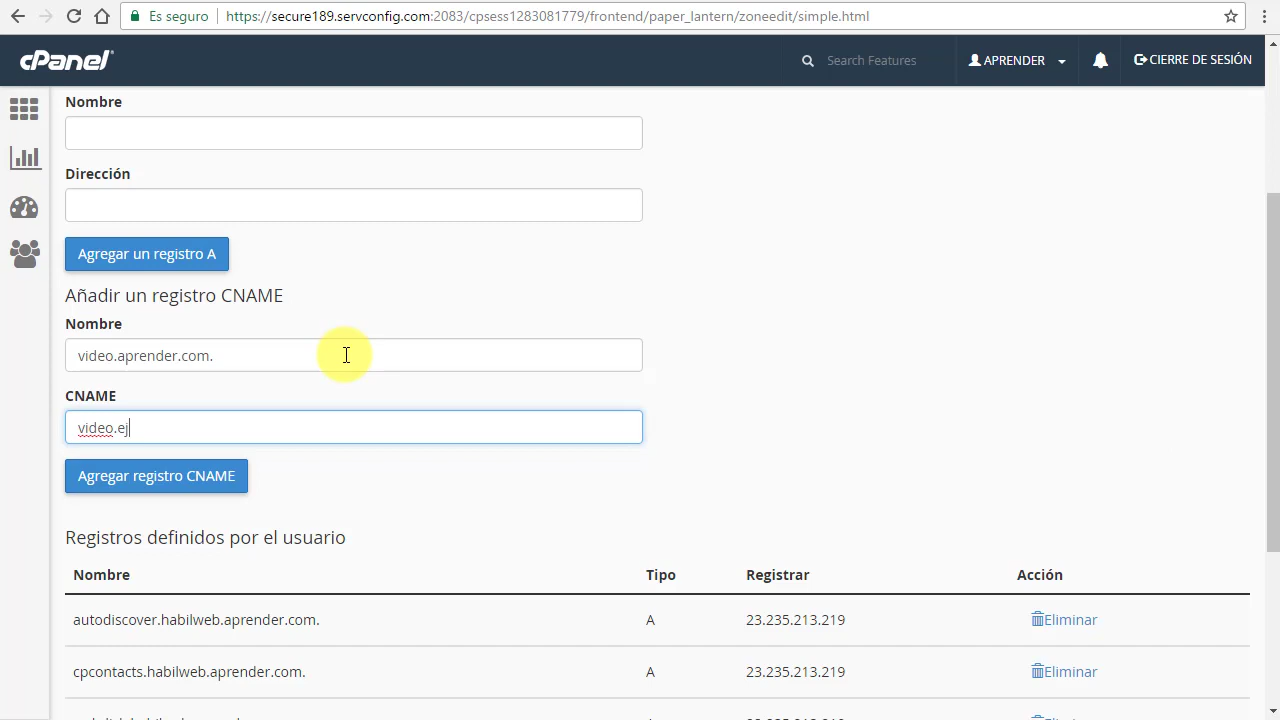 Es seguro https://secure189.servconfig.com:2083/cpsess1283081779/frontend/paper_lantern/zoneedit/simple.html
cPanel Search Features APRENDER CIERRE DE SESIÓN
Nombre
Dirección
Agregar un registro A
Añadir un registro CNAME
Nombre
video.aprender.com.
CNAME
video.ej
Agregar registro CNAME
Registros definidos por el usuario
Nombre Tipo Registrar Acción
autodiscover.habilweb.aprender.com. A 23.235.213.219 Eliminar
cpcontacts.habilweb.aprender.com. A 23.235.213.219 Eliminar